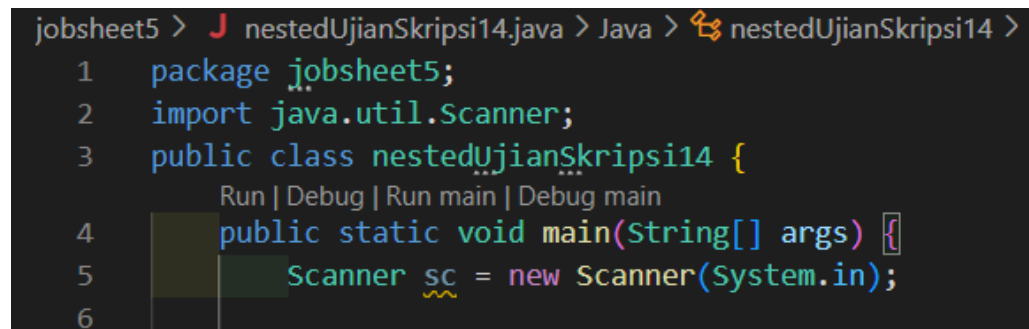 jobsheet5 > J nestedUjianSkripsi14.java > Java > nestedUjianSkripsi14 >
1 package jobsheet5;
2 import java.util.Scanner;
3 public class nestedUjianSkripsi14 {
Run | Debug | Run main | Debug main
4 public static void main(String[] args) {
5 Scanner sc = new Scanner(System.in);
6